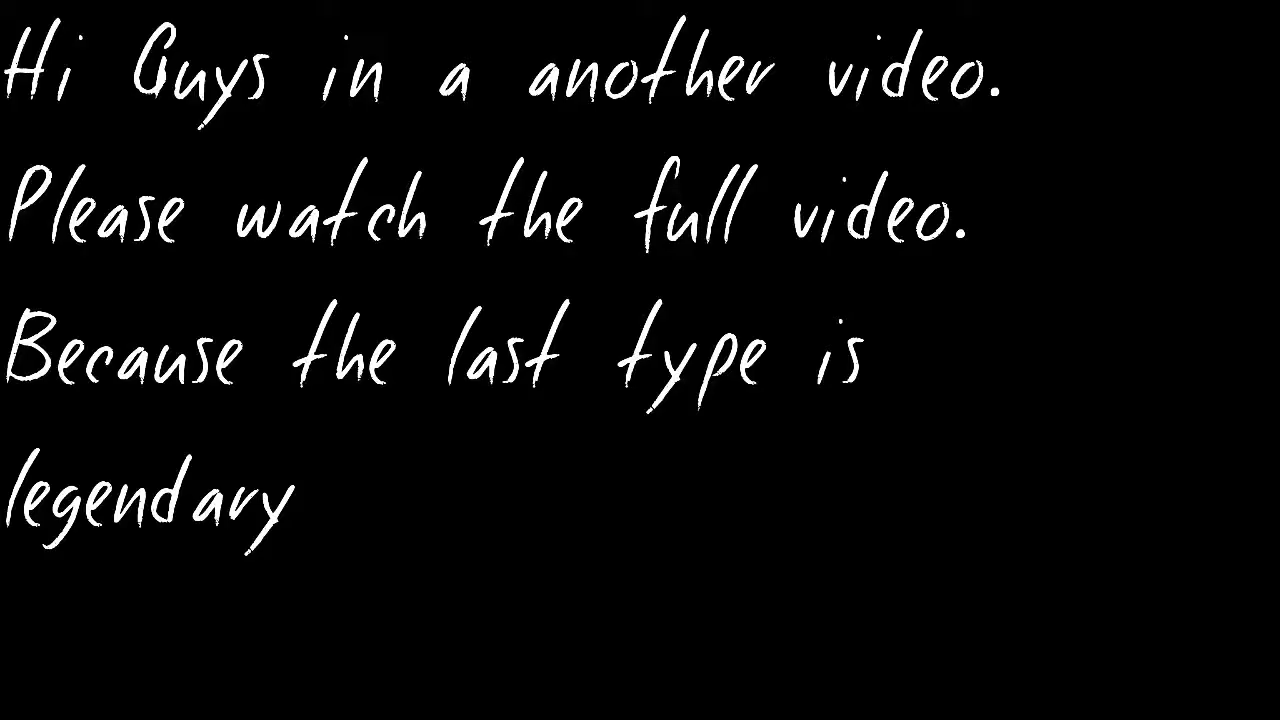 Hi Guys in a another video.
Please watch the full video.
Because the last type is
legendary